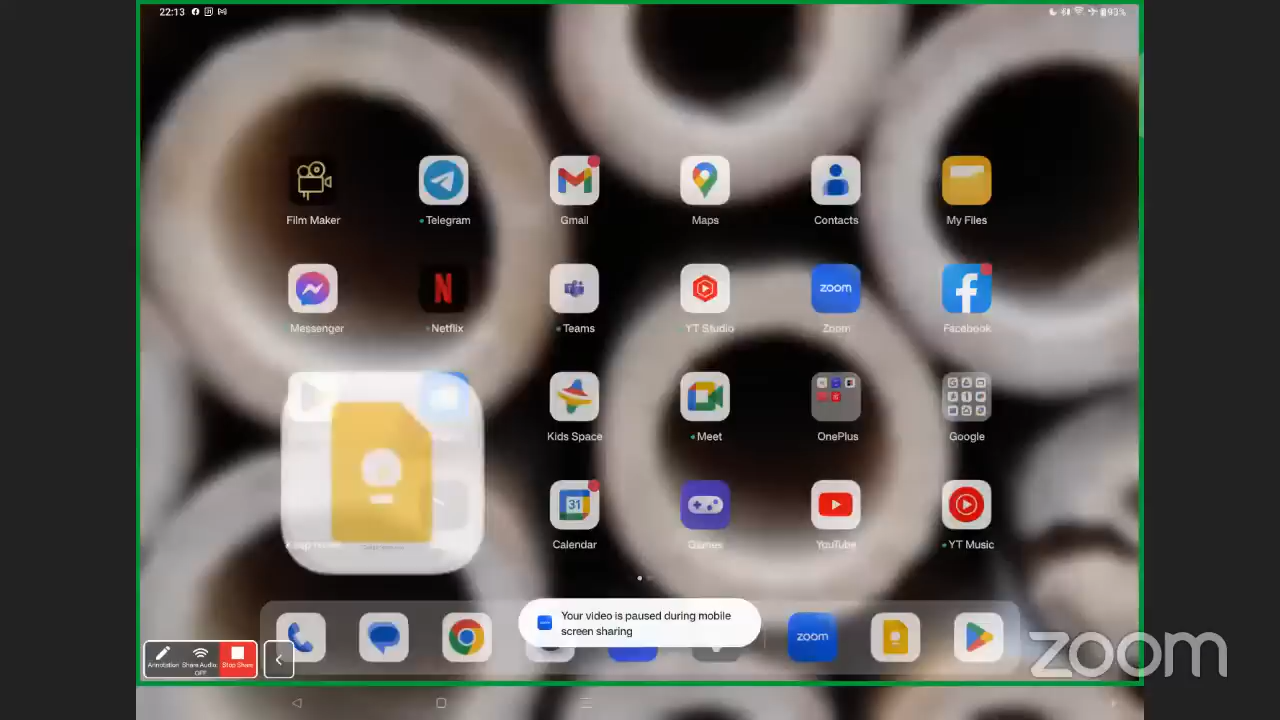 22:13
93%
Film Maker
Telegram
Gmail
Maps
Contacts
My Files
Messenger
N
Netflix
Teams
YT Studio
zoom
Zoom
Facebook
Kids Space
Meet
OnePlus
Google
31
Calendar
Games
YouTube
YT Music
Your video is paused during mobile
screen sharing
zoom
Annotation
Share Audio:
OFF
Stop Share
zoom